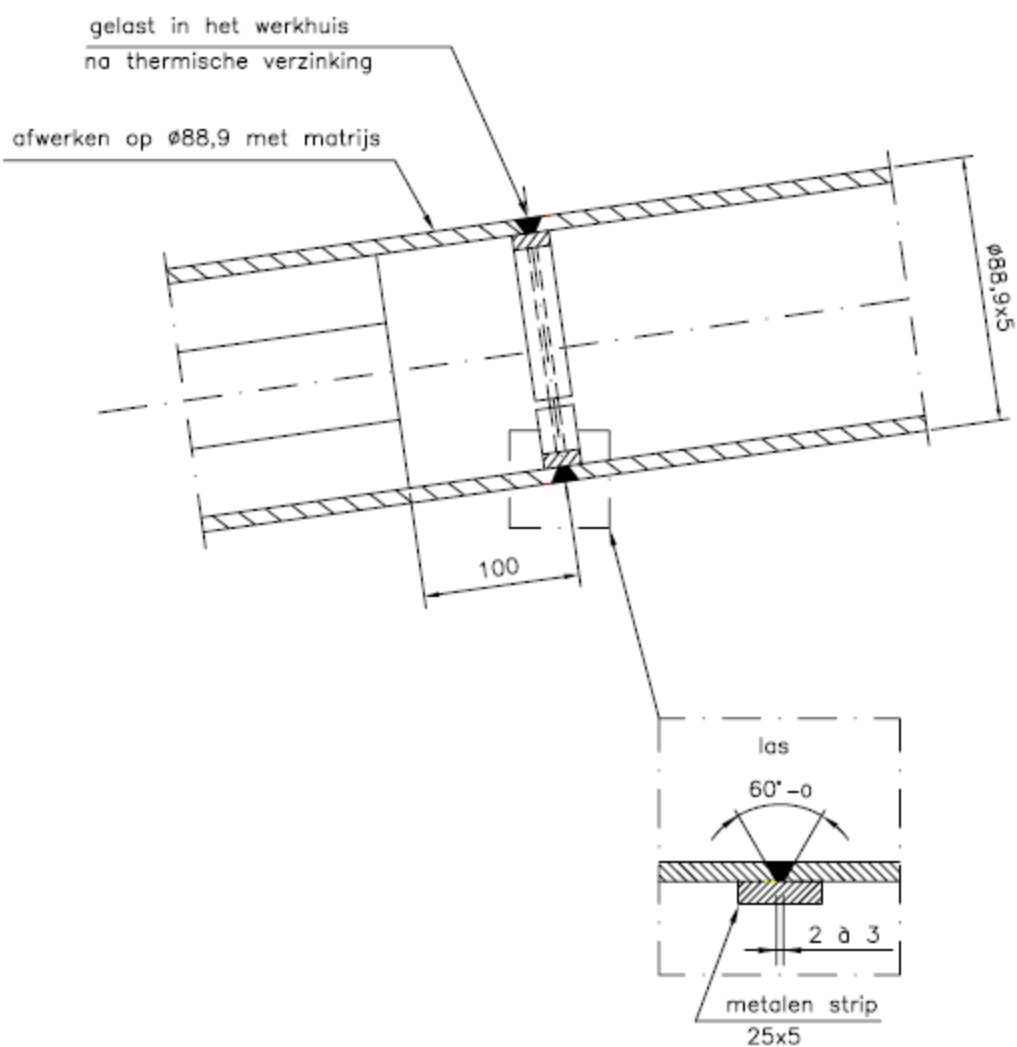 gelast in het werkhuis
na thermische verzinking
afwerken op ø88,9 met matrijs
ø88,9x5
100
las
60°-o
2 à 3
metalen strip
25x5